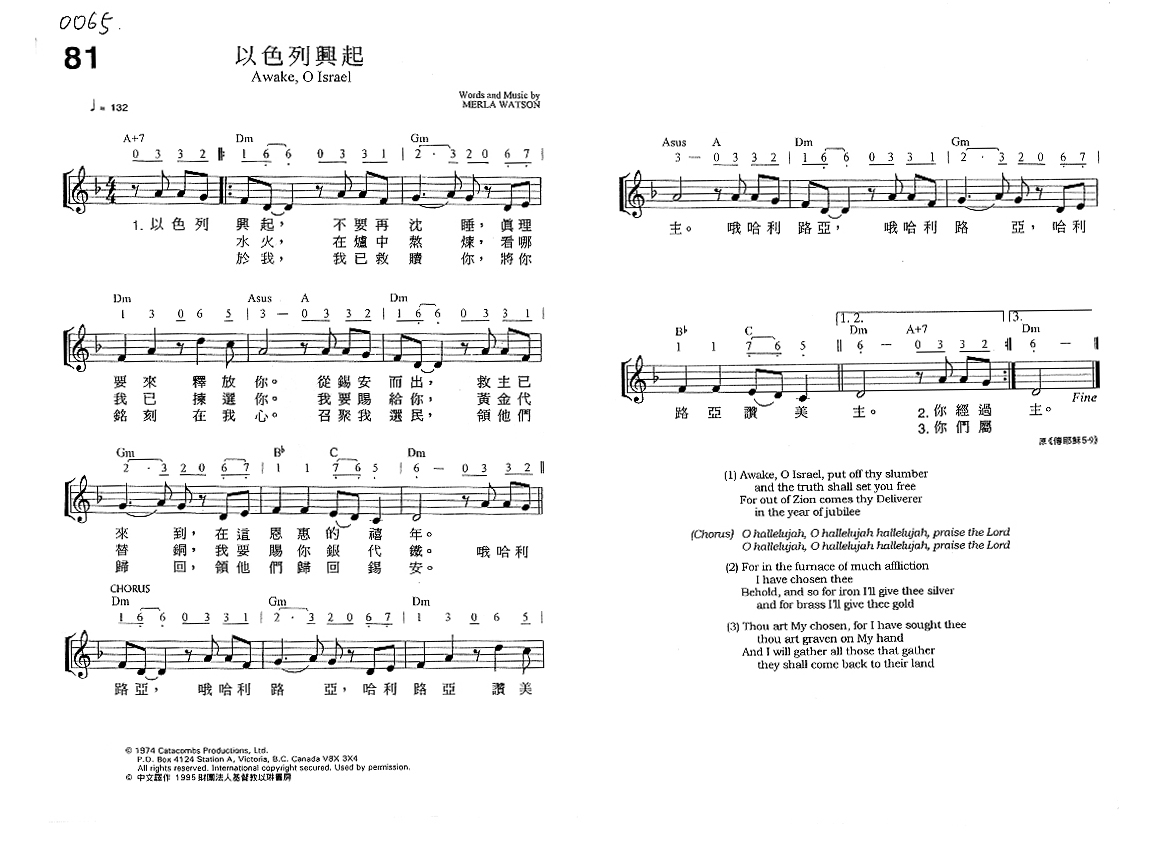 0065.
81
以色列興起
Awake, O Israel
Words and Music by
MERLA WATSON
♩= 132
A+7 Dm Gm
0 3 3 2 𝄆 1 6 6 0 3 3 1 | 2 · 3 2 0 6 7 |
1. 以色列 興起, 不要再沈 睡, 眞理
水火, 在爐中熬 煉, 看哪
於我, 我已救贖 你, 將你
Dm Asus A Dm
1 3 0 6 5 | 3 — 0 3 3 2 | 1 6 6 0 3 3 1 |
要來 釋放你。 從錫安而出, 救主已
我已 揀選你。 我要賜給你, 黃金代
銘刻 在我心。 召聚我選民, 領他們
Gm B♭ C Dm
2 · 3 2 0 6 7 | 1 1 7 6 5 | 6 — 0 3 3 2 ‖
來 到, 在這恩惠的禧年。
替 銅, 我要賜你銀代鐵。 哦哈利
歸 回, 領他們歸回錫安。
CHORUS
Dm Gm Dm
1 6 6 0 3 3 1 | 2 · 3 2 0 6 7 | 1 3 0 6 5 |
路亞, 哦哈利路 亞, 哈利路亞 讚美
© 1974 Catacombs Productions, Ltd.
P.O. Box 4124 Station A, Victoria, B.C. Canada V8X 3X4
All rights reserved. International copyright secured. Used by permission.
© 中文譯作 1995 財團法人基督教以琳書房
Asus A Dm Gm
3 — 0 3 3 2 | 1 6 6 0 3 3 1 | 2 · 3 2 0 6 7 |
主。 哦哈利路亞, 哦哈利路 亞, 哈利
1. 2. 3.
B♭ C Dm A+7 Dm
1 1 7 6 5 ‖ 6 — 0 3 3 2 𝄇 6 — ‖
Fine
路亞讚美 主。 2. 你經過 主。
3. 你們屬
(1) Awake, O Israel, put off thy slumber
and the truth shall set you free
For out of Zion comes thy Deliverer
in the year of jubilee
(Chorus) O hallelujah, O hallelujah hallelujah, praise the Lord
O hallelujah, O hallelujah hallelujah, praise the Lord
(2) For in the furnace of much affliction
I have chosen thee
Behold, and so for iron I'll give thee silver
and for brass I'll give thee gold
(3) Thou art My chosen, for I have sought thee
thou art graven on My hand
And I will gather all those that gather
they shall come back to their land